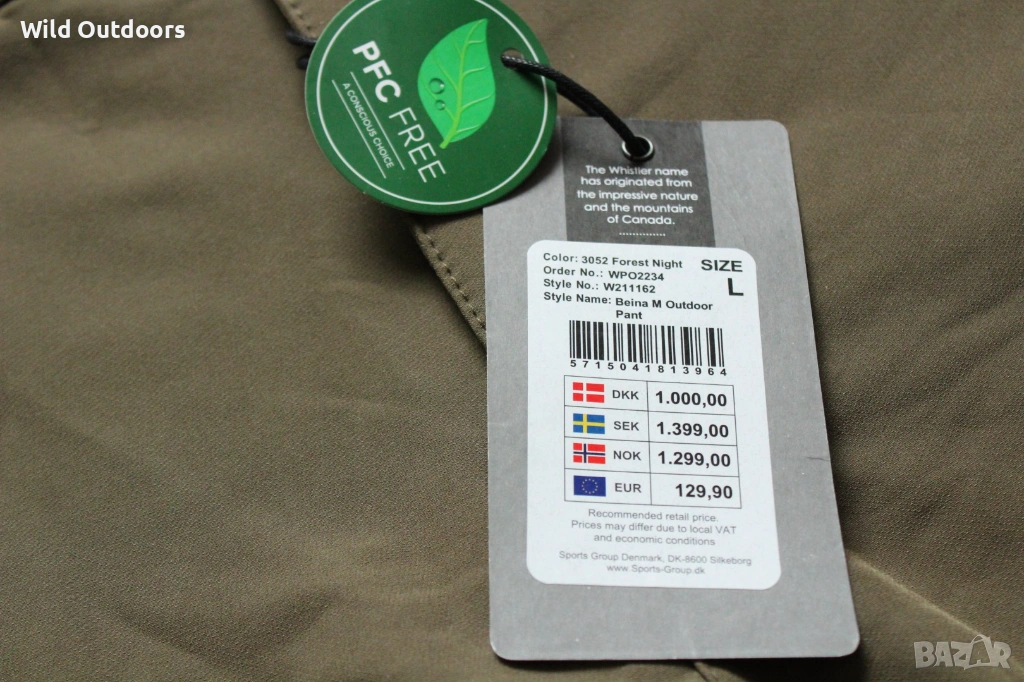 Wild Outdoors
PFC FREE
A CONSCIOUS CHOICE
The Whistler name
has originated from
the impressive nature
and the mountains
of Canada.
Color: 3052 Forest Night
SIZE
L
Order No.: WPO2234
Style No.: W211162
Style Name: Beina M Outdoor
Pant
5715041813964
DKK 1.000,00
SEK 1.399,00
NOK 1.299,00
EUR 129,90
Recommended retail price.
Prices may differ due to local VAT
and economic conditions
Sports Group Denmark, DK-8600 Silkeborg
www.Sports-Group.dk
BAZAR